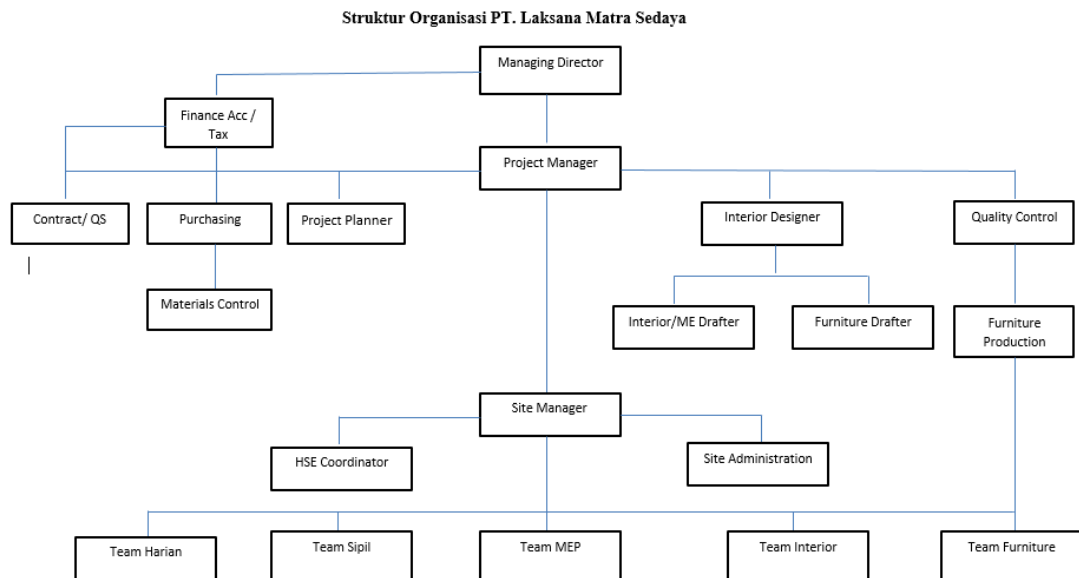 Struktur Organisasi PT. Laksana Matra Sedaya
Managing Director
Finance Acc /
Tax
Project Manager
Contract/ QS
Purchasing
Project Planner
Interior Designer
Quality Control
Materials Control
Interior/ME Drafter
Furniture Drafter
Furniture
Production
Site Manager
HSE Coordinator
Site Administration
Team Harian
Team Sipil
Team MEP
Team Interior
Team Furniture